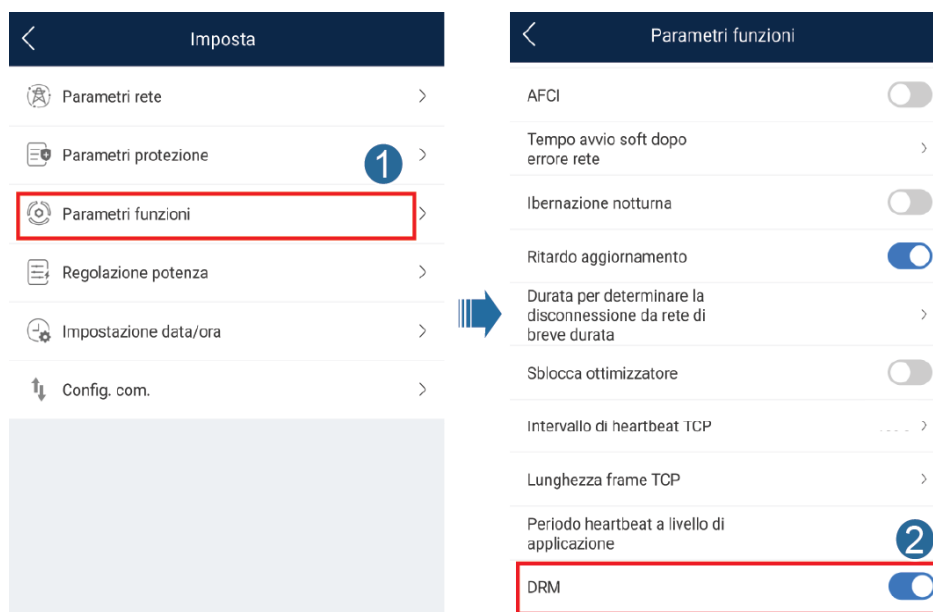 Imposta
Parametri rete
Parametri protezione
1
Parametri funzioni
Regolazione potenza
Impostazione data/ora
Config. com.
Parametri funzioni
AFCI
Tempo avvio soft dopo
errore rete
Ibernazione notturna
Ritardo aggiornamento
Durata per determinare la
disconnessione da rete di
breve durata
Sblocca ottimizzatore
Intervallo di heartbeat TCP
Lunghezza frame TCP
Periodo heartbeat a livello di
applicazione
2
DRM